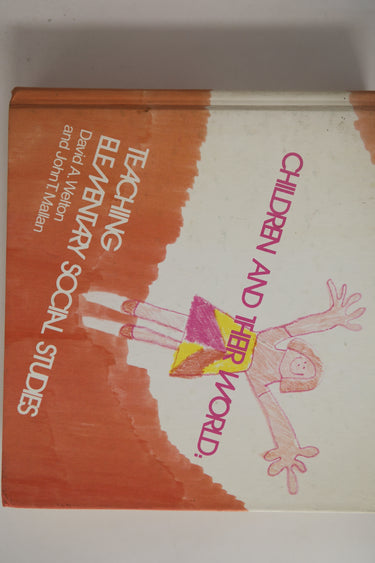 CHILDREN AND THEIR WORLD:
TEACHING
ELEMENTARY SOCIAL STUDIES
David A. Welton
and John T. Mallan